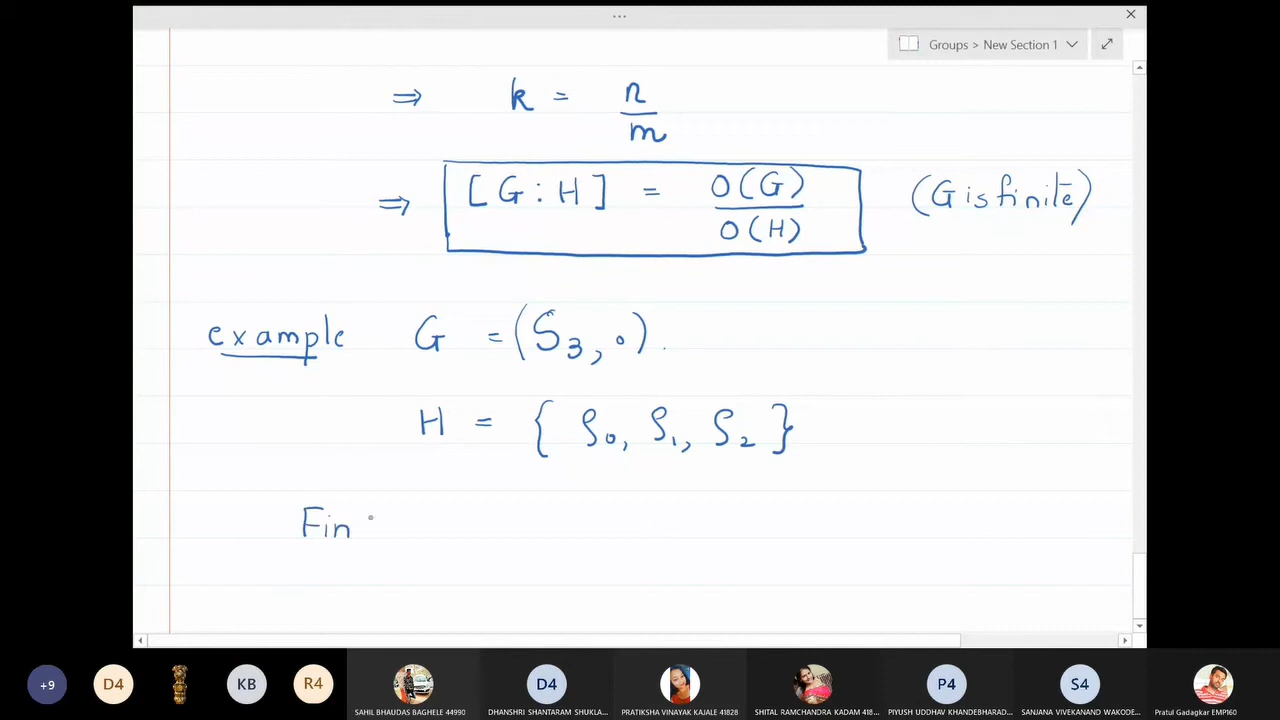 Groups > New Section 1
⇒ k = n/m
⇒ [G : H] = O(G)/O(H) (G is finite)
example G = (S₃, ∘).
H = { ρ₀, ρ₁, ρ₂ }
Fin
+9 D4 KB R4 D4 P4 S4
SAHIL BHAUDAS BAGHELE 44990 DHANSHRI SHANTARAM SHUKLA... PRATIKSHA VINAYAK KAJALE 41828 SHITAL RAMCHANDRA KADAM 418... PIYUSH UDDHAV KHANDEBHARAD... SANJANA VIVEKANAND WAKODE... Pratul Gadagkar EMP160